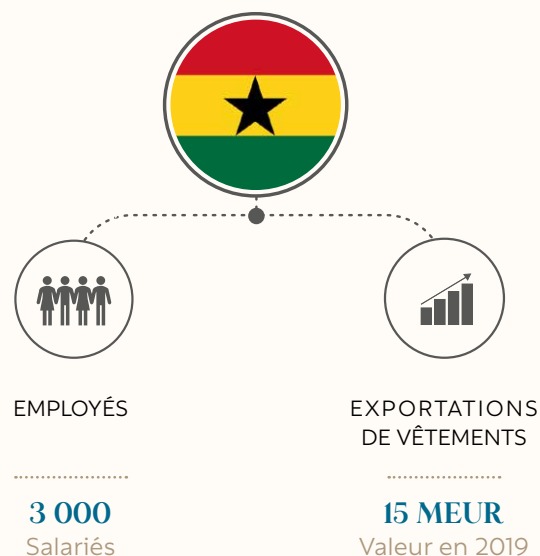 EMPLOYÉS
3 000
Salariés
EXPORTATIONS
DE VÊTEMENTS
15 MEUR
Valeur en 2019